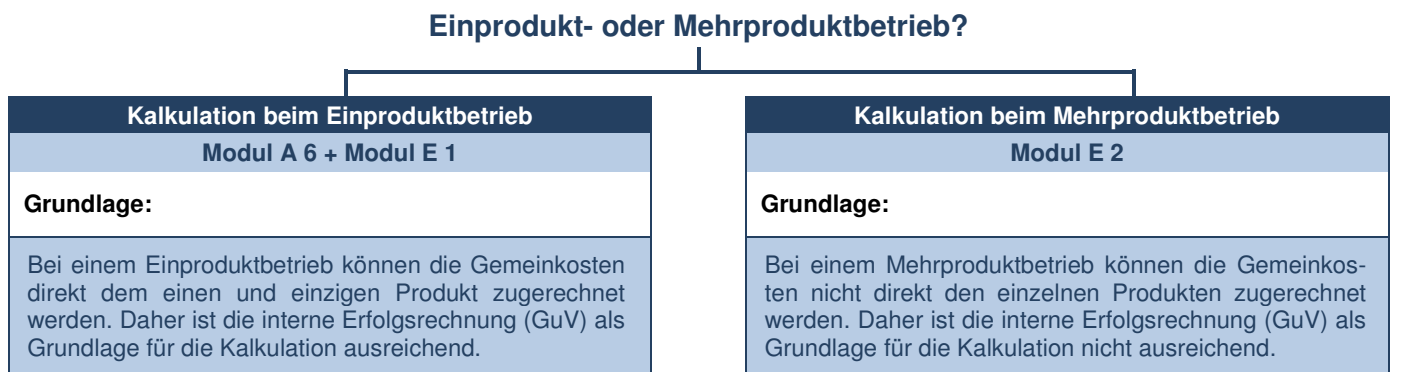 Einprodukt- oder Mehrproduktbetrieb?
Kalkulation beim Einproduktbetrieb
Modul A 6 + Modul E 1
Grundlage:
Bei einem Einproduktbetrieb können die Gemeinkosten
direkt dem einen und einzigen Produkt zugerechnet
werden. Daher ist die interne Erfolgsrechnung (GuV) als
Grundlage für die Kalkulation ausreichend.
Kalkulation beim Mehrproduktbetrieb
Modul E 2
Grundlage:
Bei einem Mehrproduktbetrieb können die Gemeinkos-
ten nicht direkt den einzelnen Produkten zugerechnet
werden. Daher ist die interne Erfolgsrechnung (GuV) als
Grundlage für die Kalkulation nicht ausreichend.